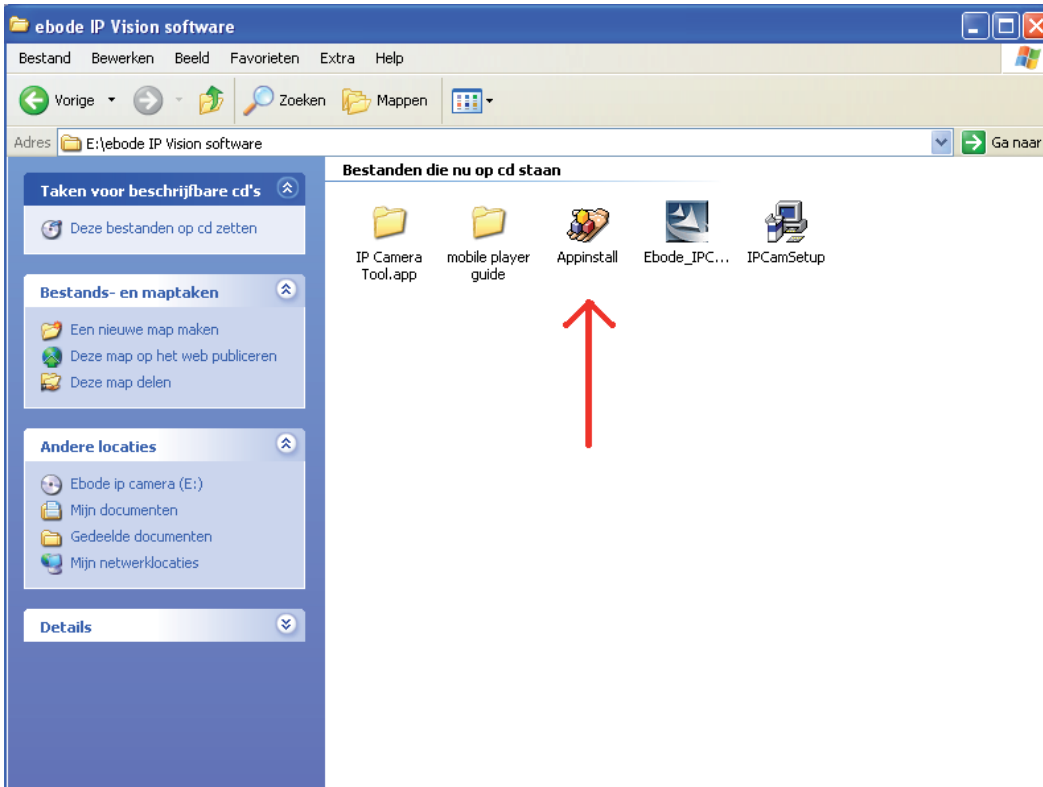 ebode IP Vision software
Bestand Bewerken Beeld Favorieten Extra Help
Vorige Zoeken Mappen
Adres E:\ebode IP Vision software Ga naar
Taken voor beschrijfbare cd's
Deze bestanden op cd zetten
Bestands- en maptaken
Een nieuwe map maken
Deze map op het web publiceren
Deze map delen
Andere locaties
Ebode ip camera (E:)
Mijn documenten
Gedeelde documenten
Mijn netwerklocaties
Details
Bestanden die nu op cd staan
IP Camera
Tool.app
mobile player
guide
Appinstall
Ebode_IPC...
IPCamSetup